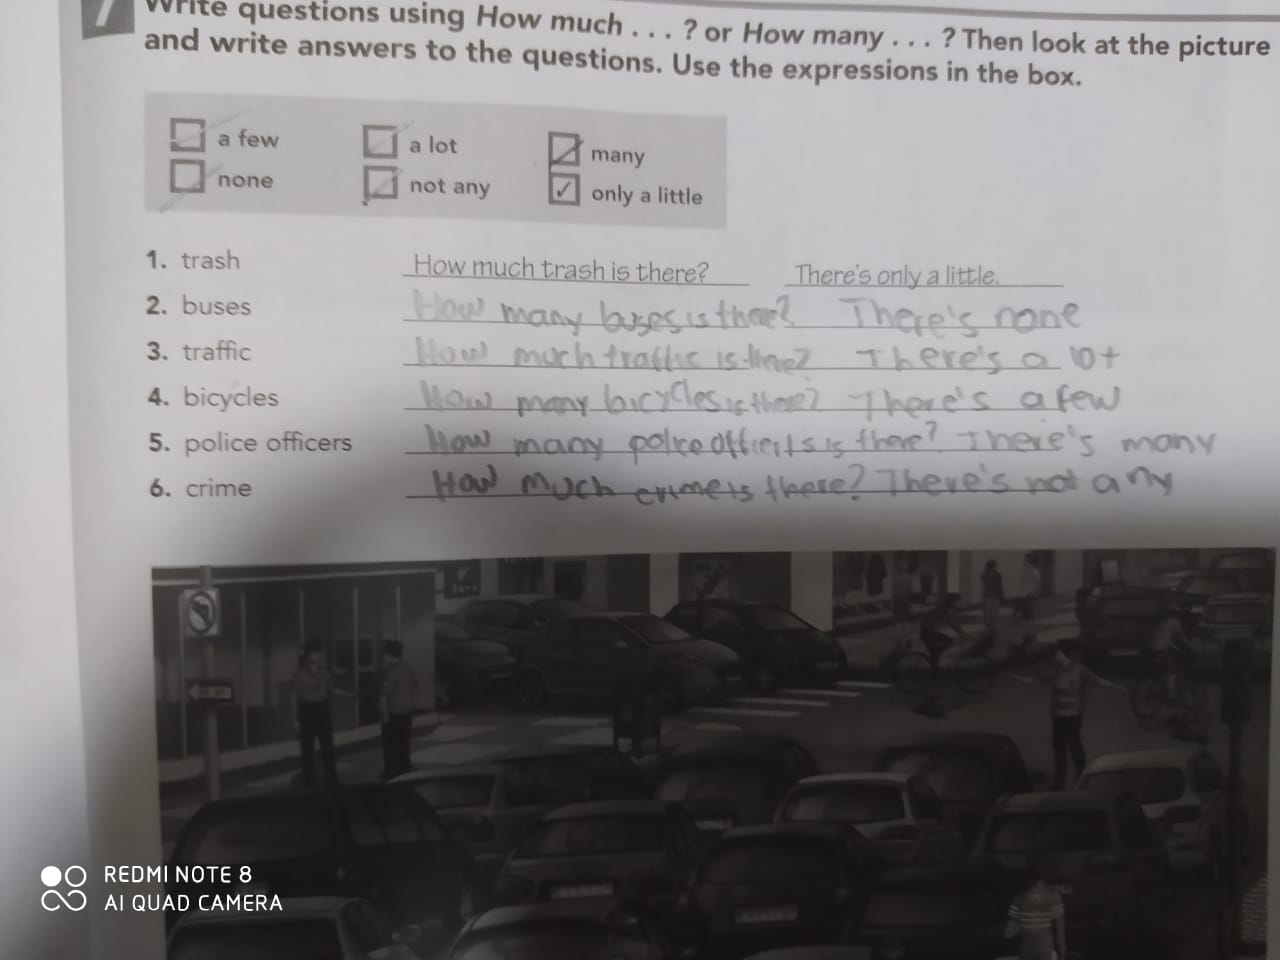 7 Write questions using How much . . . ? or How many . . . ? Then look at the picture
and write answers to the questions. Use the expressions in the box.
a few a lot many
none not any ✓ only a little
1. trash How much trash is there? There's only a little.
2. buses How many buses is there? There's none
3. traffic How much traffic is there? There's a lot
4. bicycles How many bicycles is there? There's a few
5. police officers How many police officerts is there? There's many
6. crime How much crime is there? There's not any
REDMI NOTE 8
AI QUAD CAMERA